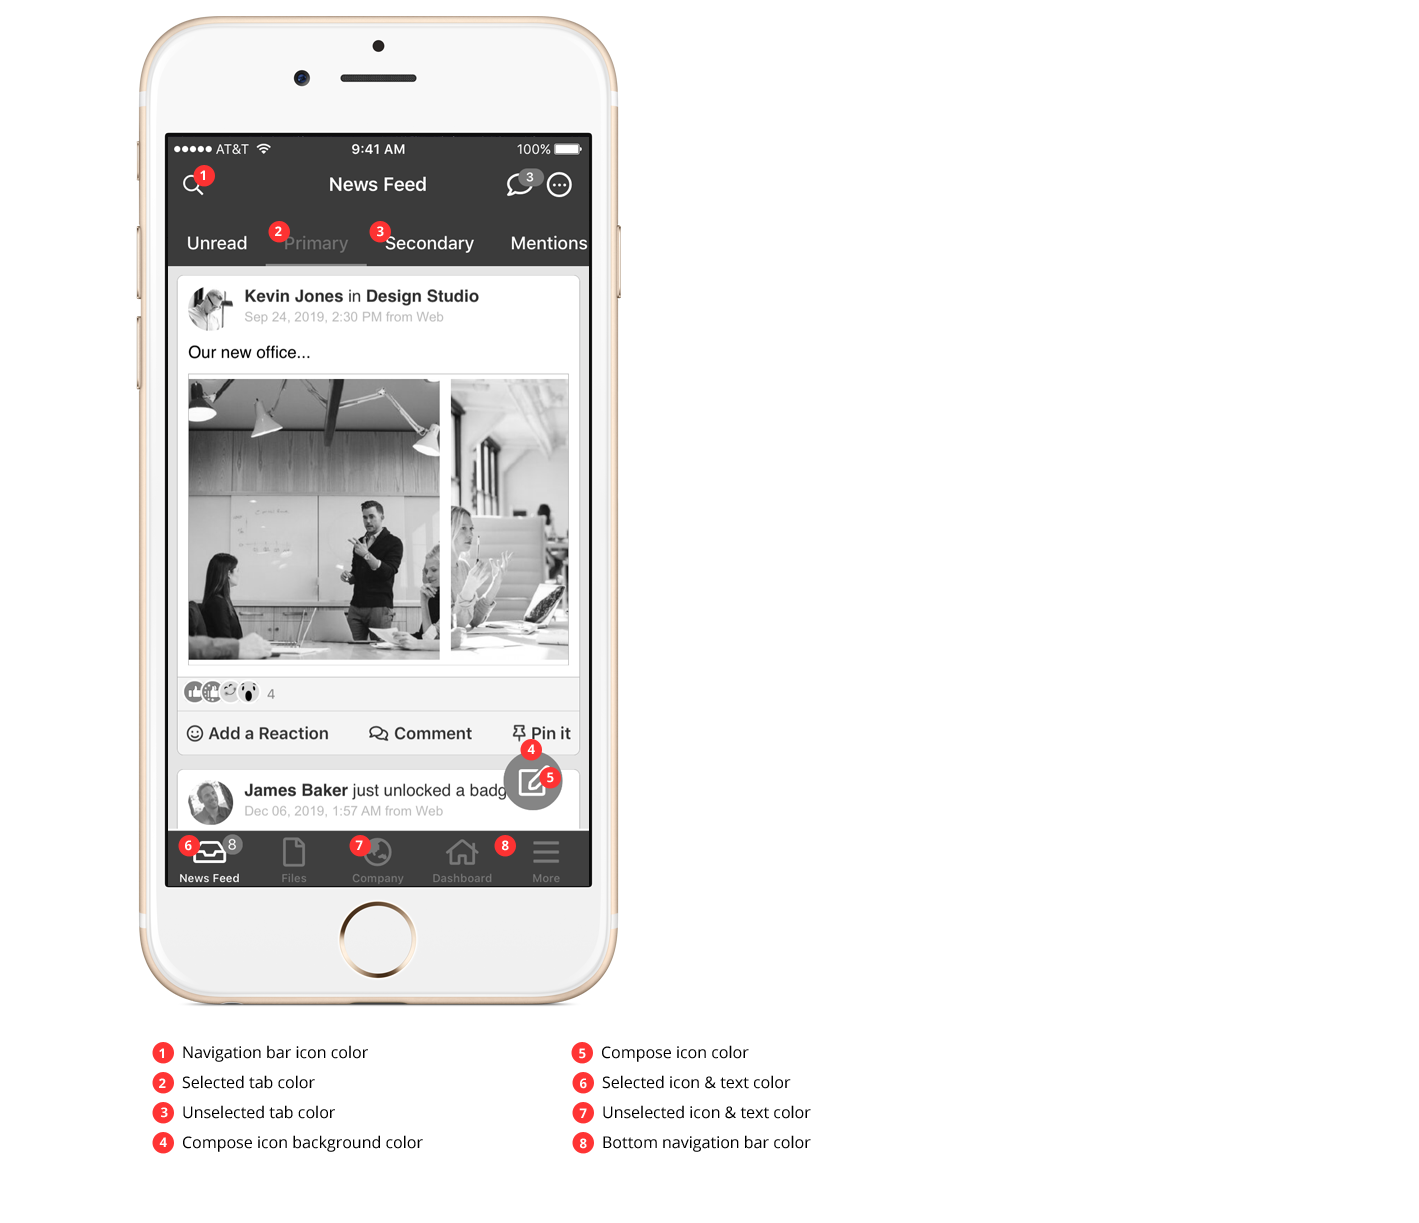 AT&T 9:41 AM 100%
1
News Feed 3
2 3
Unread Primary Secondary Mentions
Kevin Jones in Design Studio
Sep 24, 2019, 2:30 PM from Web
Our new office...
4
Add a Reaction Comment Pin it
4
5
James Baker just unlocked a badg
Dec 06, 2019, 1:57 AM from Web
6 8 7 8
News Feed Files Company Dashboard More
1 Navigation bar icon color
2 Selected tab color
3 Unselected tab color
4 Compose icon background color
5 Compose icon color
6 Selected icon & text color
7 Unselected icon & text color
8 Bottom navigation bar color